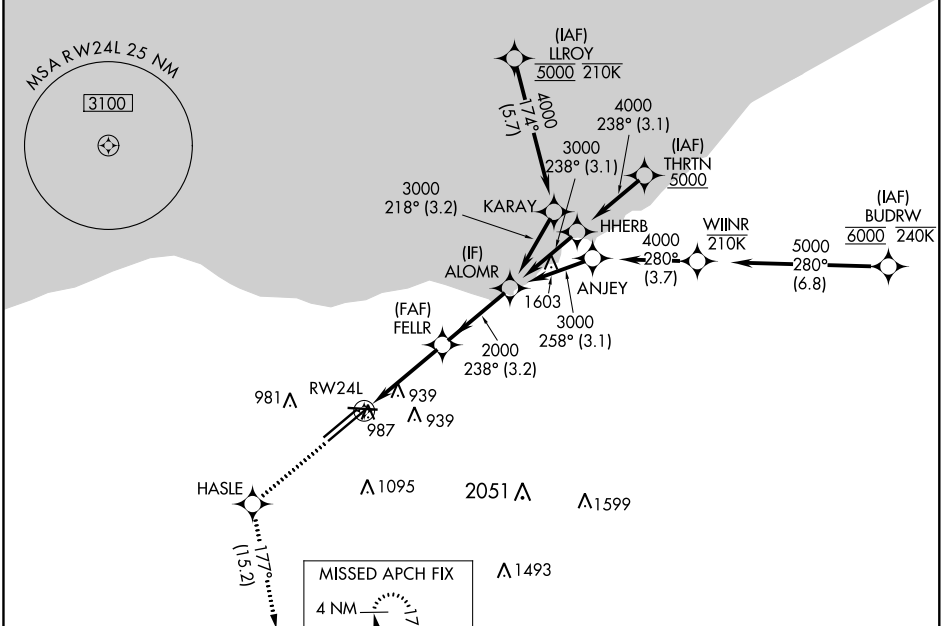 MSA RW24L 25 NM
3100
(IAF)
LLROY
5000 210K
4000
174°
(5.7)
4000
238° (3.1)
(IAF)
THRTN
5000
3000
238° (3.1)
3000
218° (3.2)
KARAY
HHERB
(IAF)
BUDRW
6000 240K
WIINR
210K
4000
280°
(3.7)
5000
280°
(6.8)
(IF)
ALOMR
ANJEY
1603
3000
258° (3.1)
(FAF)
FELLR
2000
238° (3.2)
RW24L
981
939
939
987
HASLE
1095
2051
1599
177°
(15.2)
1493
MISSED APCH FIX
4 NM